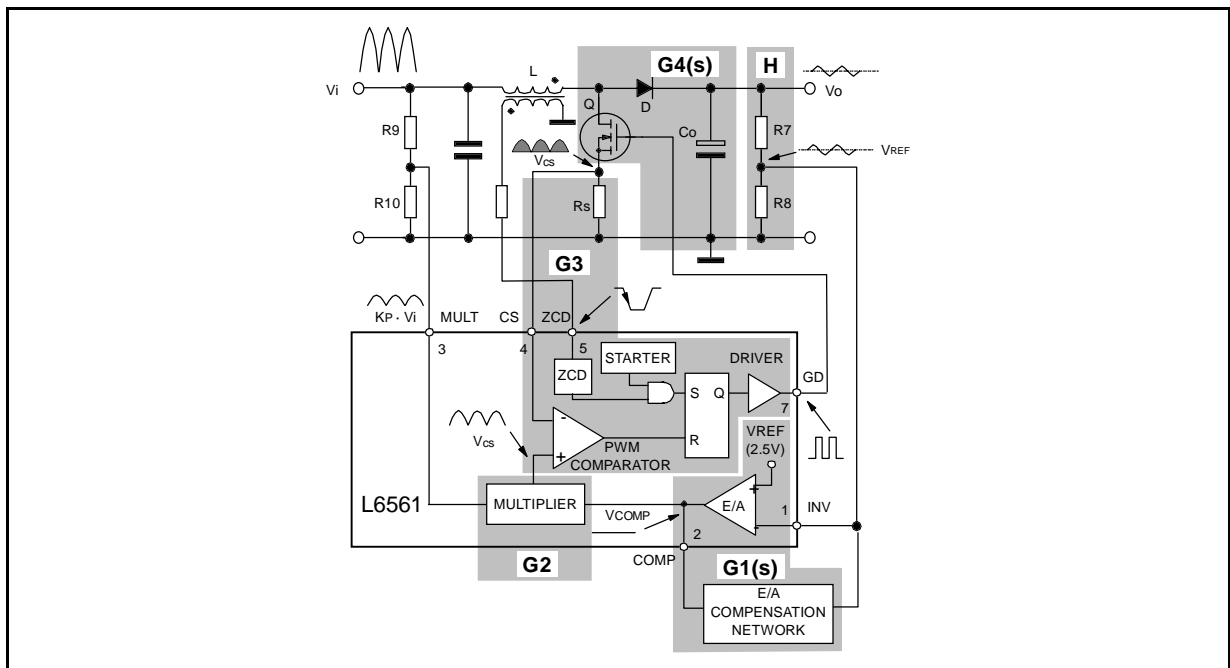 L
G4(s)
H
Vi
Q
D
Vo
R9
Co
R7
VCS
VREF
R10
Rs
R8
G3
KP · Vi
MULT
CS
ZCD
3
4
5
STARTER
DRIVER
GD
ZCD
S
Q
7
-
VREF
(2.5V)
VCS
+
R
PWM
COMPARATOR
L6561
MULTIPLIER
+
E/A
-
1
INV
VCOMP
2
COMP
G2
G1(s)
E/A
COMPENSATION
NETWORK